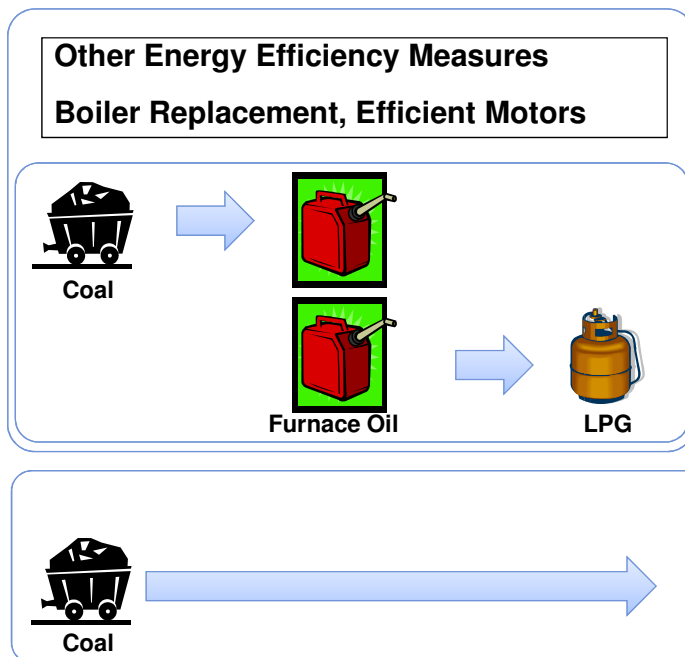 Other Energy Efficiency Measures
Boiler Replacement, Efficient Motors
Coal
Furnace Oil
LPG
Coal